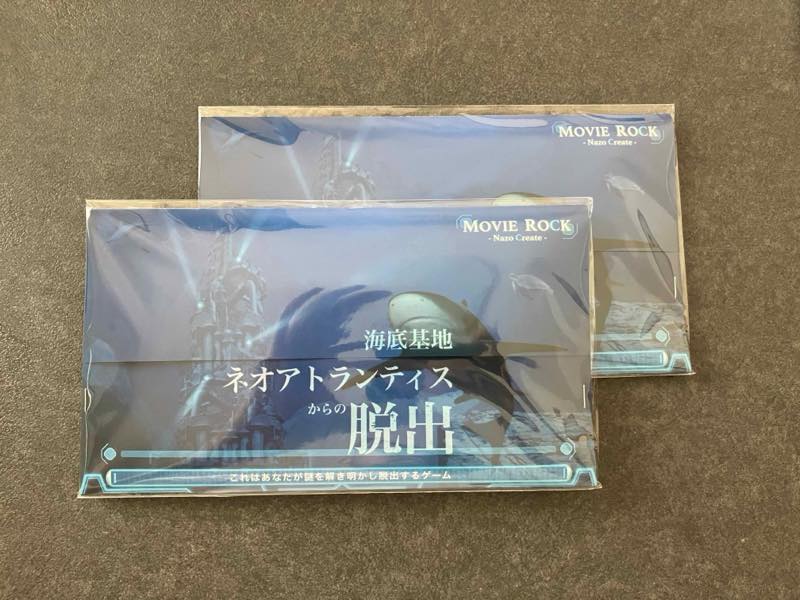 MOVIE ROCK
- Nazo Create -
MOVIE ROCK
- Nazo Create -
海底基地
ネオアトランティス
からの
脱出
これはあなたが謎を解き明かし脱出するゲーム